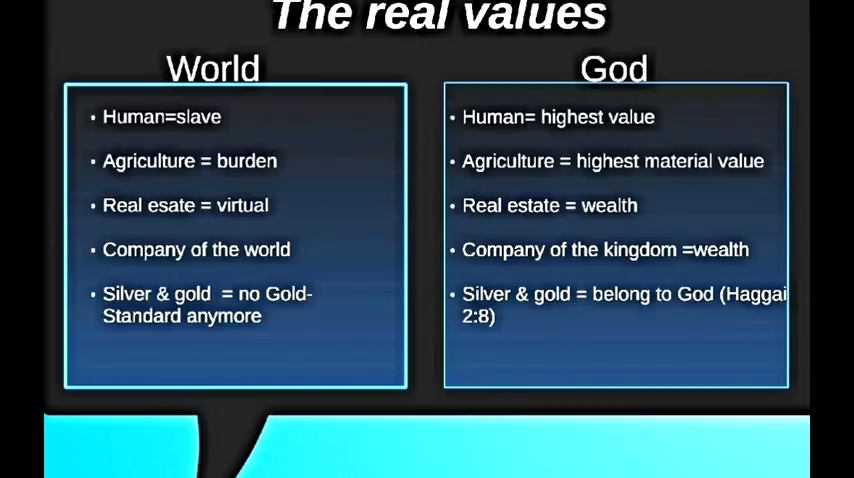 The real values
World
Human=slave
Agriculture = burden
Real esate = virtual
Company of the world
Silver & gold = no Gold-
Standard anymore
God
Human= highest value
Agriculture = highest material value
Real estate = wealth
Company of the kingdom =wealth
Silver & gold = belong to God (Haggai
2:8)